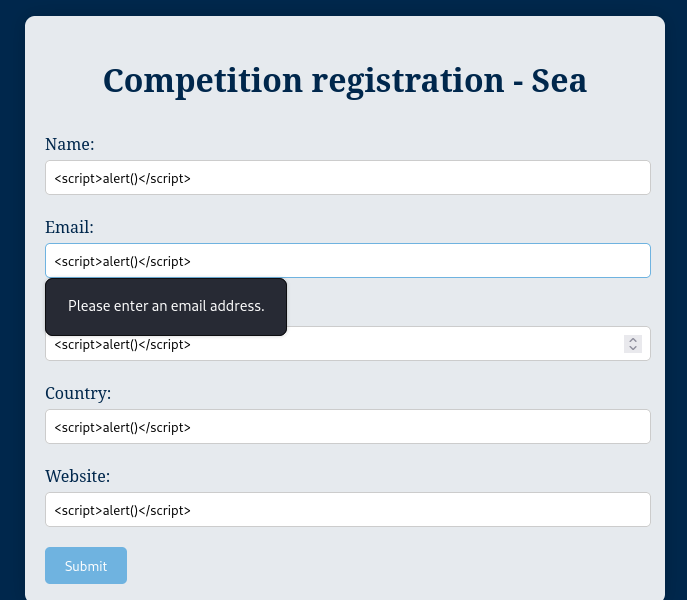 Competition registration - Sea
Name:
<script>alert()</script>
Email:
<script>alert()</script>
Please enter an email address.
<script>alert()</script>
Country:
<script>alert()</script>
Website:
<script>alert()</script>
Submit